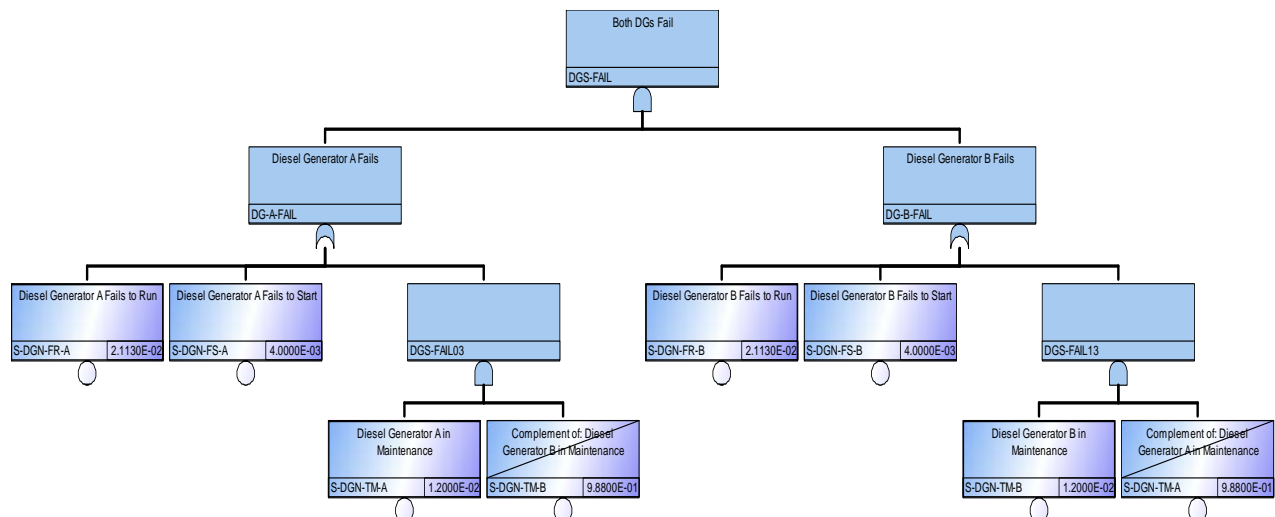 Both DGs Fail
DGS-FAIL
Diesel Generator A Fails
DG-A-FAIL
Diesel Generator B Fails
DG-B-FAIL
Diesel Generator A Fails to Run
S-DGN-FR-A 2.1130E-02
Diesel Generator A Fails to Start
S-DGN-FS-A 4.0000E-03
DGS-FAIL03
Diesel Generator B Fails to Run
S-DGN-FR-B 2.1130E-02
Diesel Generator B Fails to Start
S-DGN-FS-B 4.0000E-03
DGS-FAIL13
Diesel Generator A in
Maintenance
S-DGN-TM-A 1.2000E-02
Complement of: Diesel
Generator B in Maintenance
S-DGN-TM-B 9.8800E-01
Diesel Generator B in
Maintenance
S-DGN-TM-B 1.2000E-02
Complement of: Diesel
Generator A in Maintenance
S-DGN-TM-A 9.8800E-01